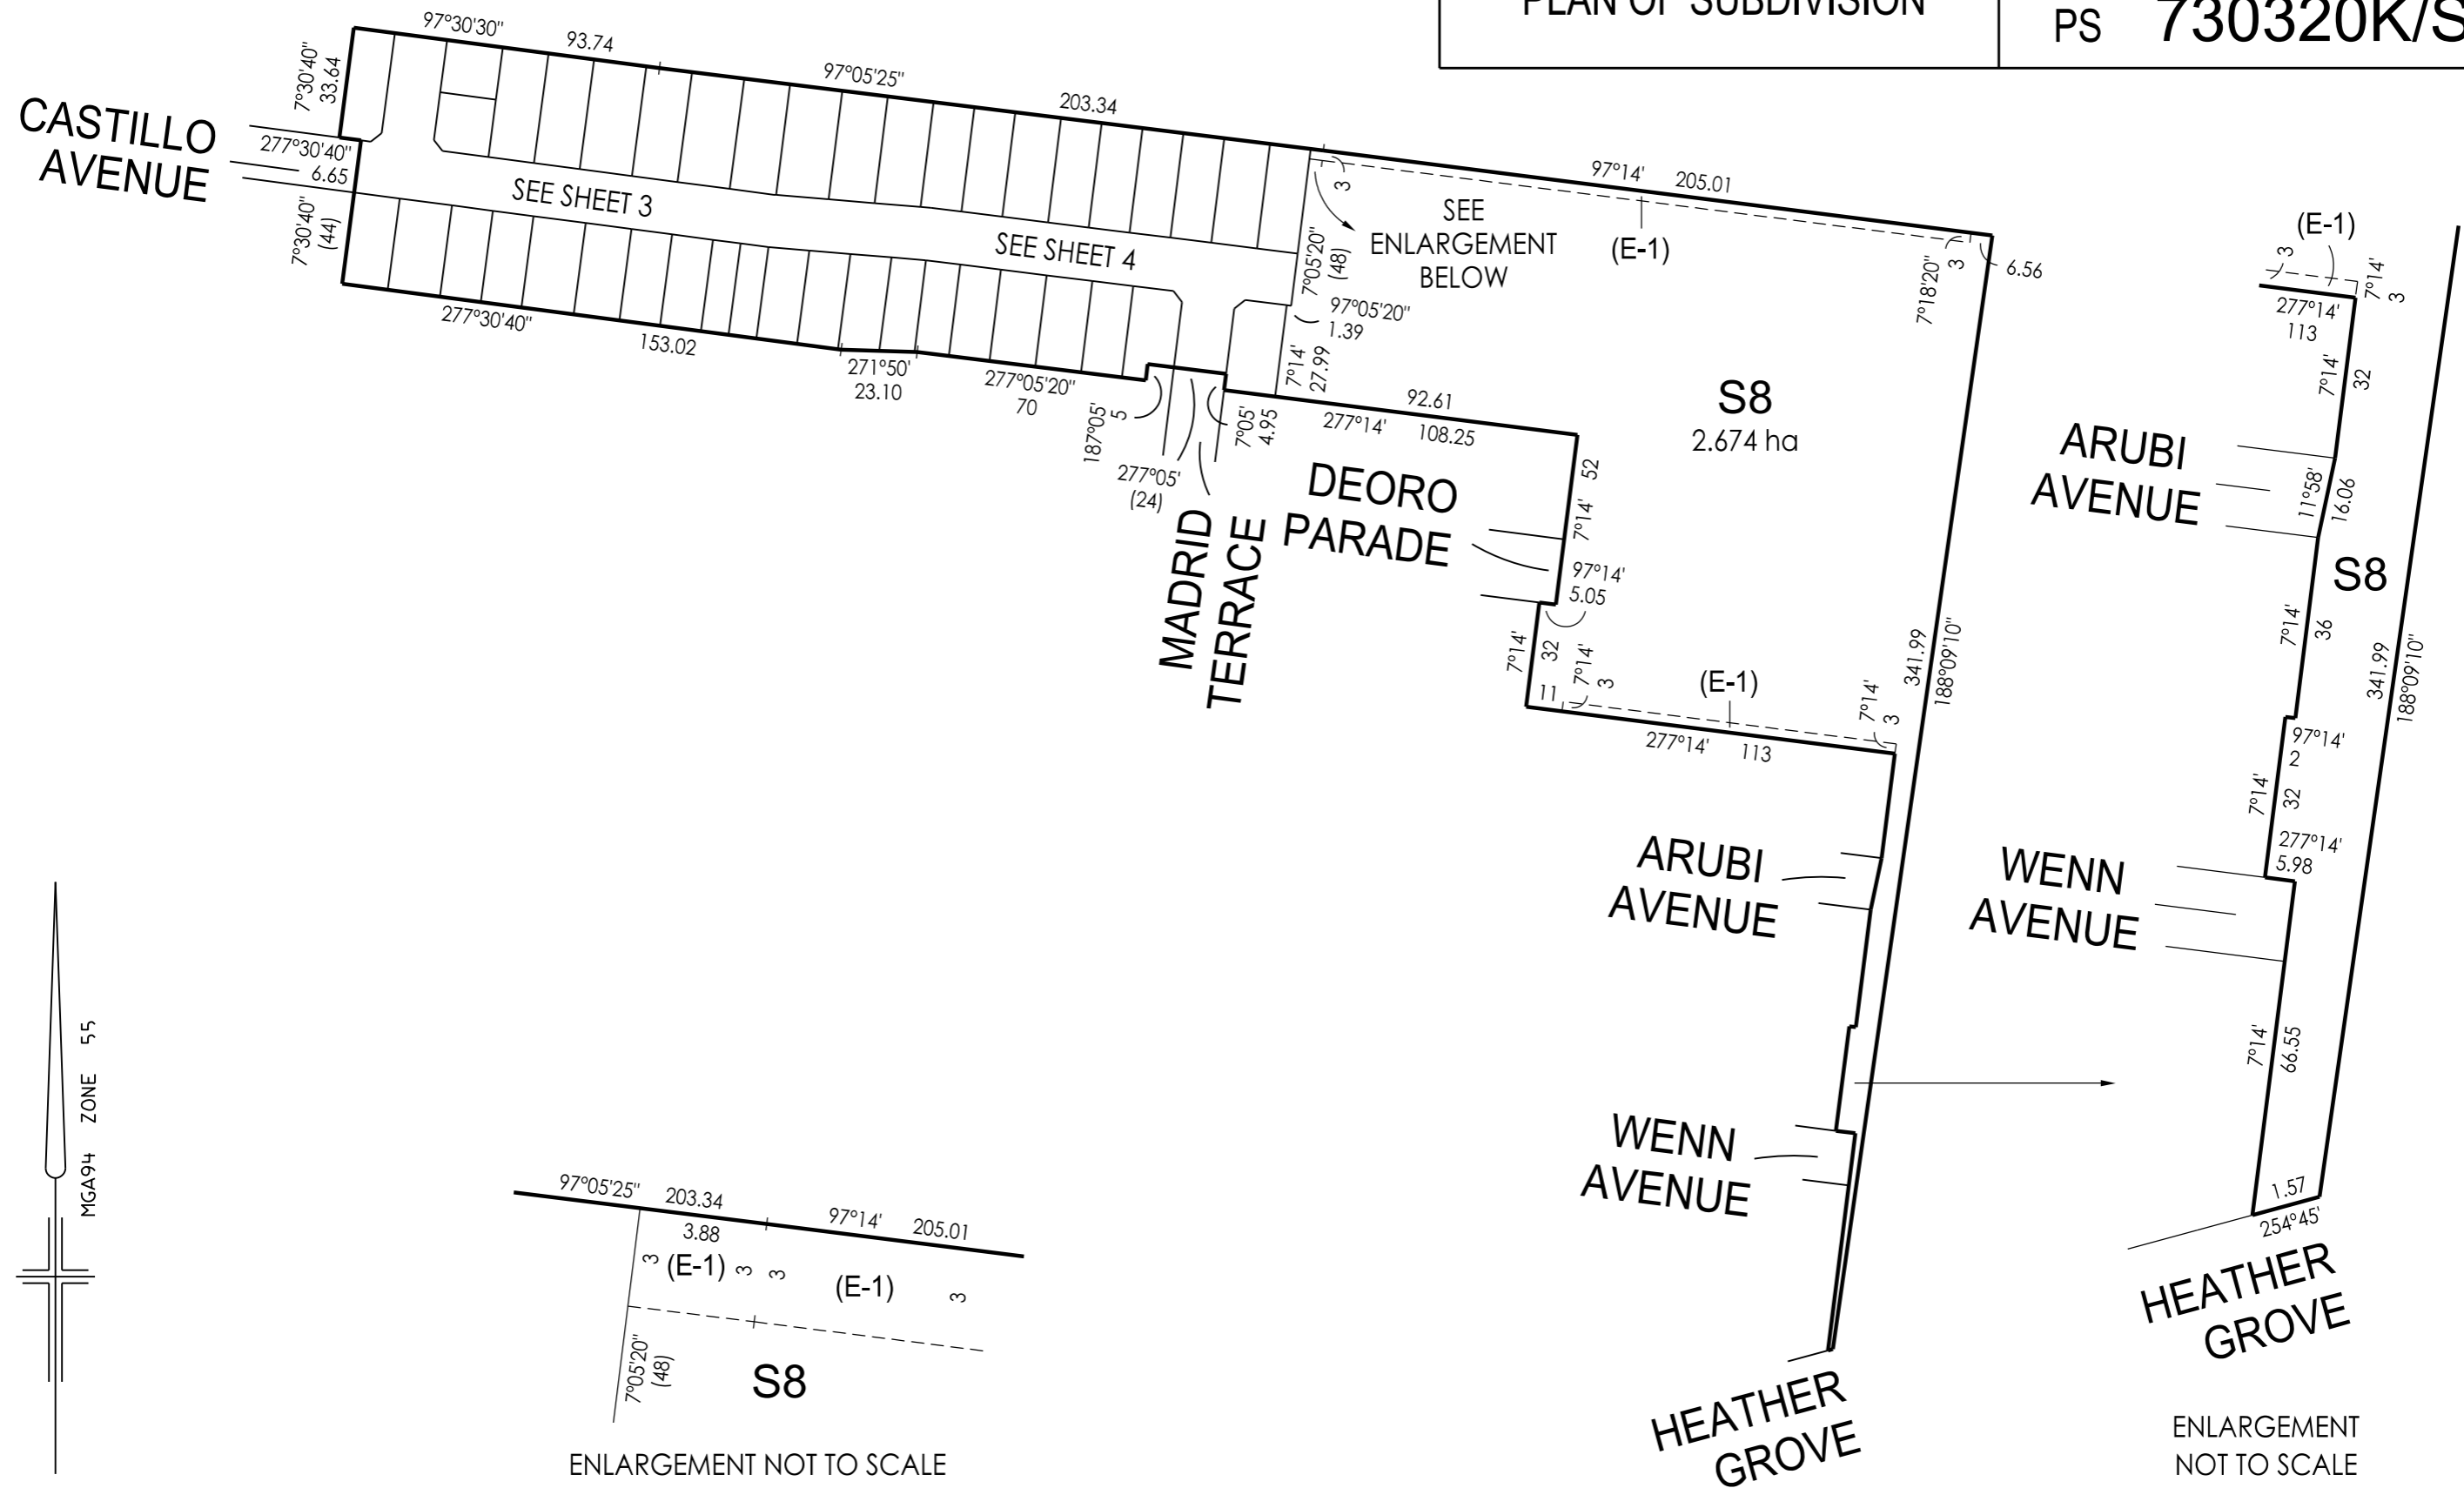 PLAN OF SUBDIVISION
PS 730320K/S
97°30'30"
93.74
97°05'25"
203.34
7°30'40"
33.64
CASTILLO
AVENUE
277°30'40"
6.65
7°30'40"
(44)
SEE SHEET 3
SEE SHEET 4
277°30'40"
153.02
271°50'
23.10
277°05'20"
70
187°05'
5
277°05'
(24)
7°05'
4.95
MADRID
TERRACE
3
SEE
ENLARGEMENT
BELOW
7°05'20"
(48)
97°05'20"
1.39
7°14'
27.99
97°14' 205.01
(E-1)
7°18'20"
3
6.56
92.61
277°14' 108.25
S8
2.674 ha
DEORO
PARADE
52
7°14'
97°14'
5.05
7°14'
32
11
7°14'
3
(E-1)
277°14' 113
7°14'
3
341.99
188°09'10"
ARUBI
AVENUE
WENN
AVENUE
HEATHER
GROVE
(E-1)
3
7°14'
3
277°14'
113
7°14'
32
ARUBI
AVENUE
11°58'
16.06
S8
7°14'
36
341.99
188°09'10"
97°14'
2
7°14'
32
277°14'
5.98
WENN
AVENUE
7°14'
66.55
1.57
254°45'
HEATHER
GROVE
ENLARGEMENT
NOT TO SCALE
MGA94 ZONE 55
97°05'25" 203.34
3.88
97°14' 205.01
3 (E-1) 3 3 (E-1) 3
7°05'20"
(48)
S8
ENLARGEMENT NOT TO SCALE